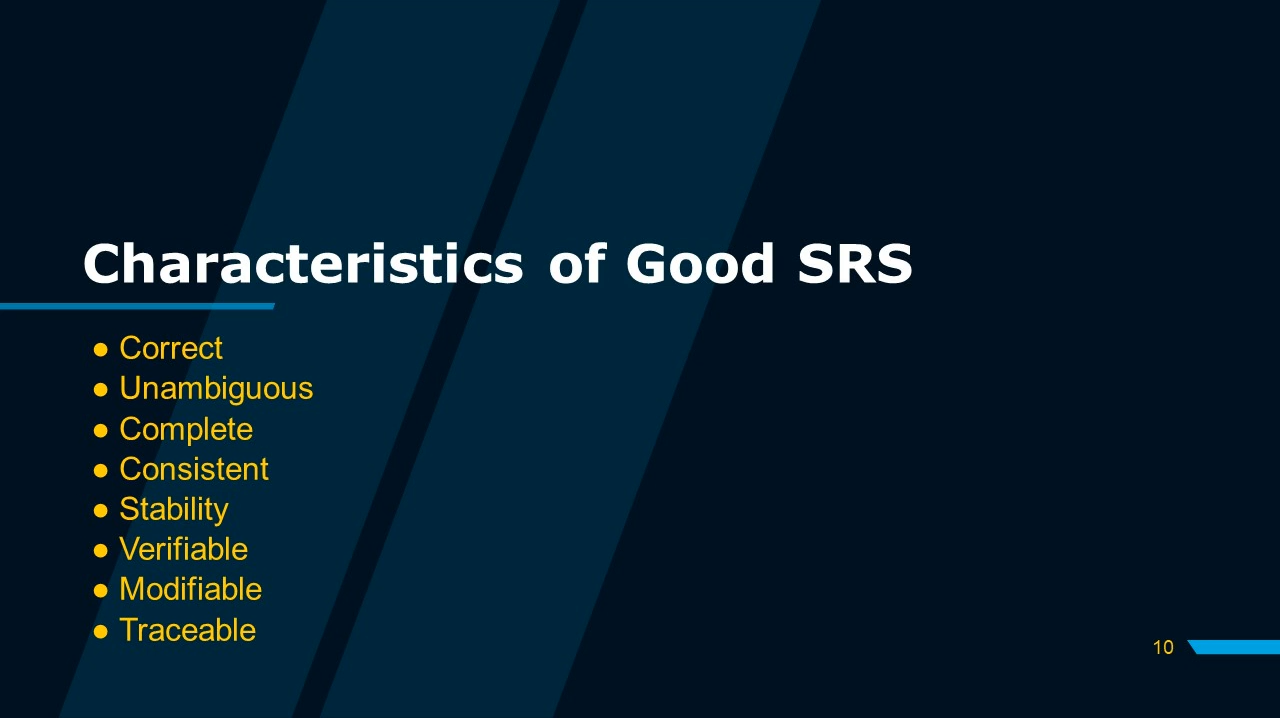 Characteristics of Good SRS
● Correct
● Unambiguous
● Complete
● Consistent
● Stability
● Verifiable
● Modifiable
● Traceable
10